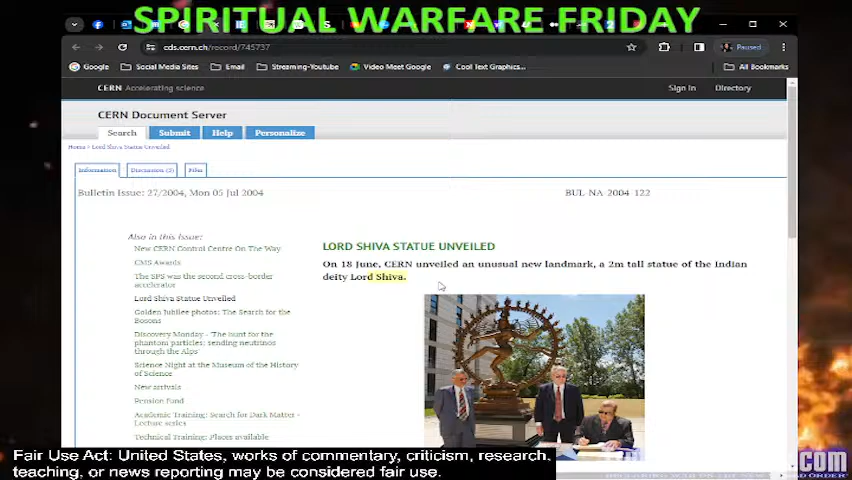 SPIRITUAL WARFARE FRIDAY
cds.cern.ch/record/745737
Paused
Google Social Media Sites Email Streaming-Youtube Video Meet Google Cool Text Graphics... All Bookmarks
CERN Accelerating science Sign in Directory
CERN Document Server
Search Submit Help Personalize
Home > Lord Shiva Statue Unveiled
Information Discussion (2) Files
Bulletin Issue: 27/2004, Mon 05 Jul 2004 BUL-NA-2004-122
Also in this issue:
New CERN Control Centre On The Way
CMS Awards
The SPS was the second cross-border
accelerator
Lord Shiva Statue Unveiled
Golden Jubilee photos: The Search for the
Bosons
Discovery Monday - 'The hunt for the
phantom particles: sending neutrinos
through the Alps'
Science Night at the Museum of the History
of Science
New arrivals
Pension fund
Academic Training: Search for Dark Matter -
Lecture series
Technical Training: Places available
LORD SHIVA STATUE UNVEILED
On 18 June, CERN unveiled an unusual new landmark, a 2m tall statue of the Indian
deity Lord Shiva.
Fair Use Act: United States, works of commentary, criticism, research,
teaching, or news reporting may be considered fair use.
.com